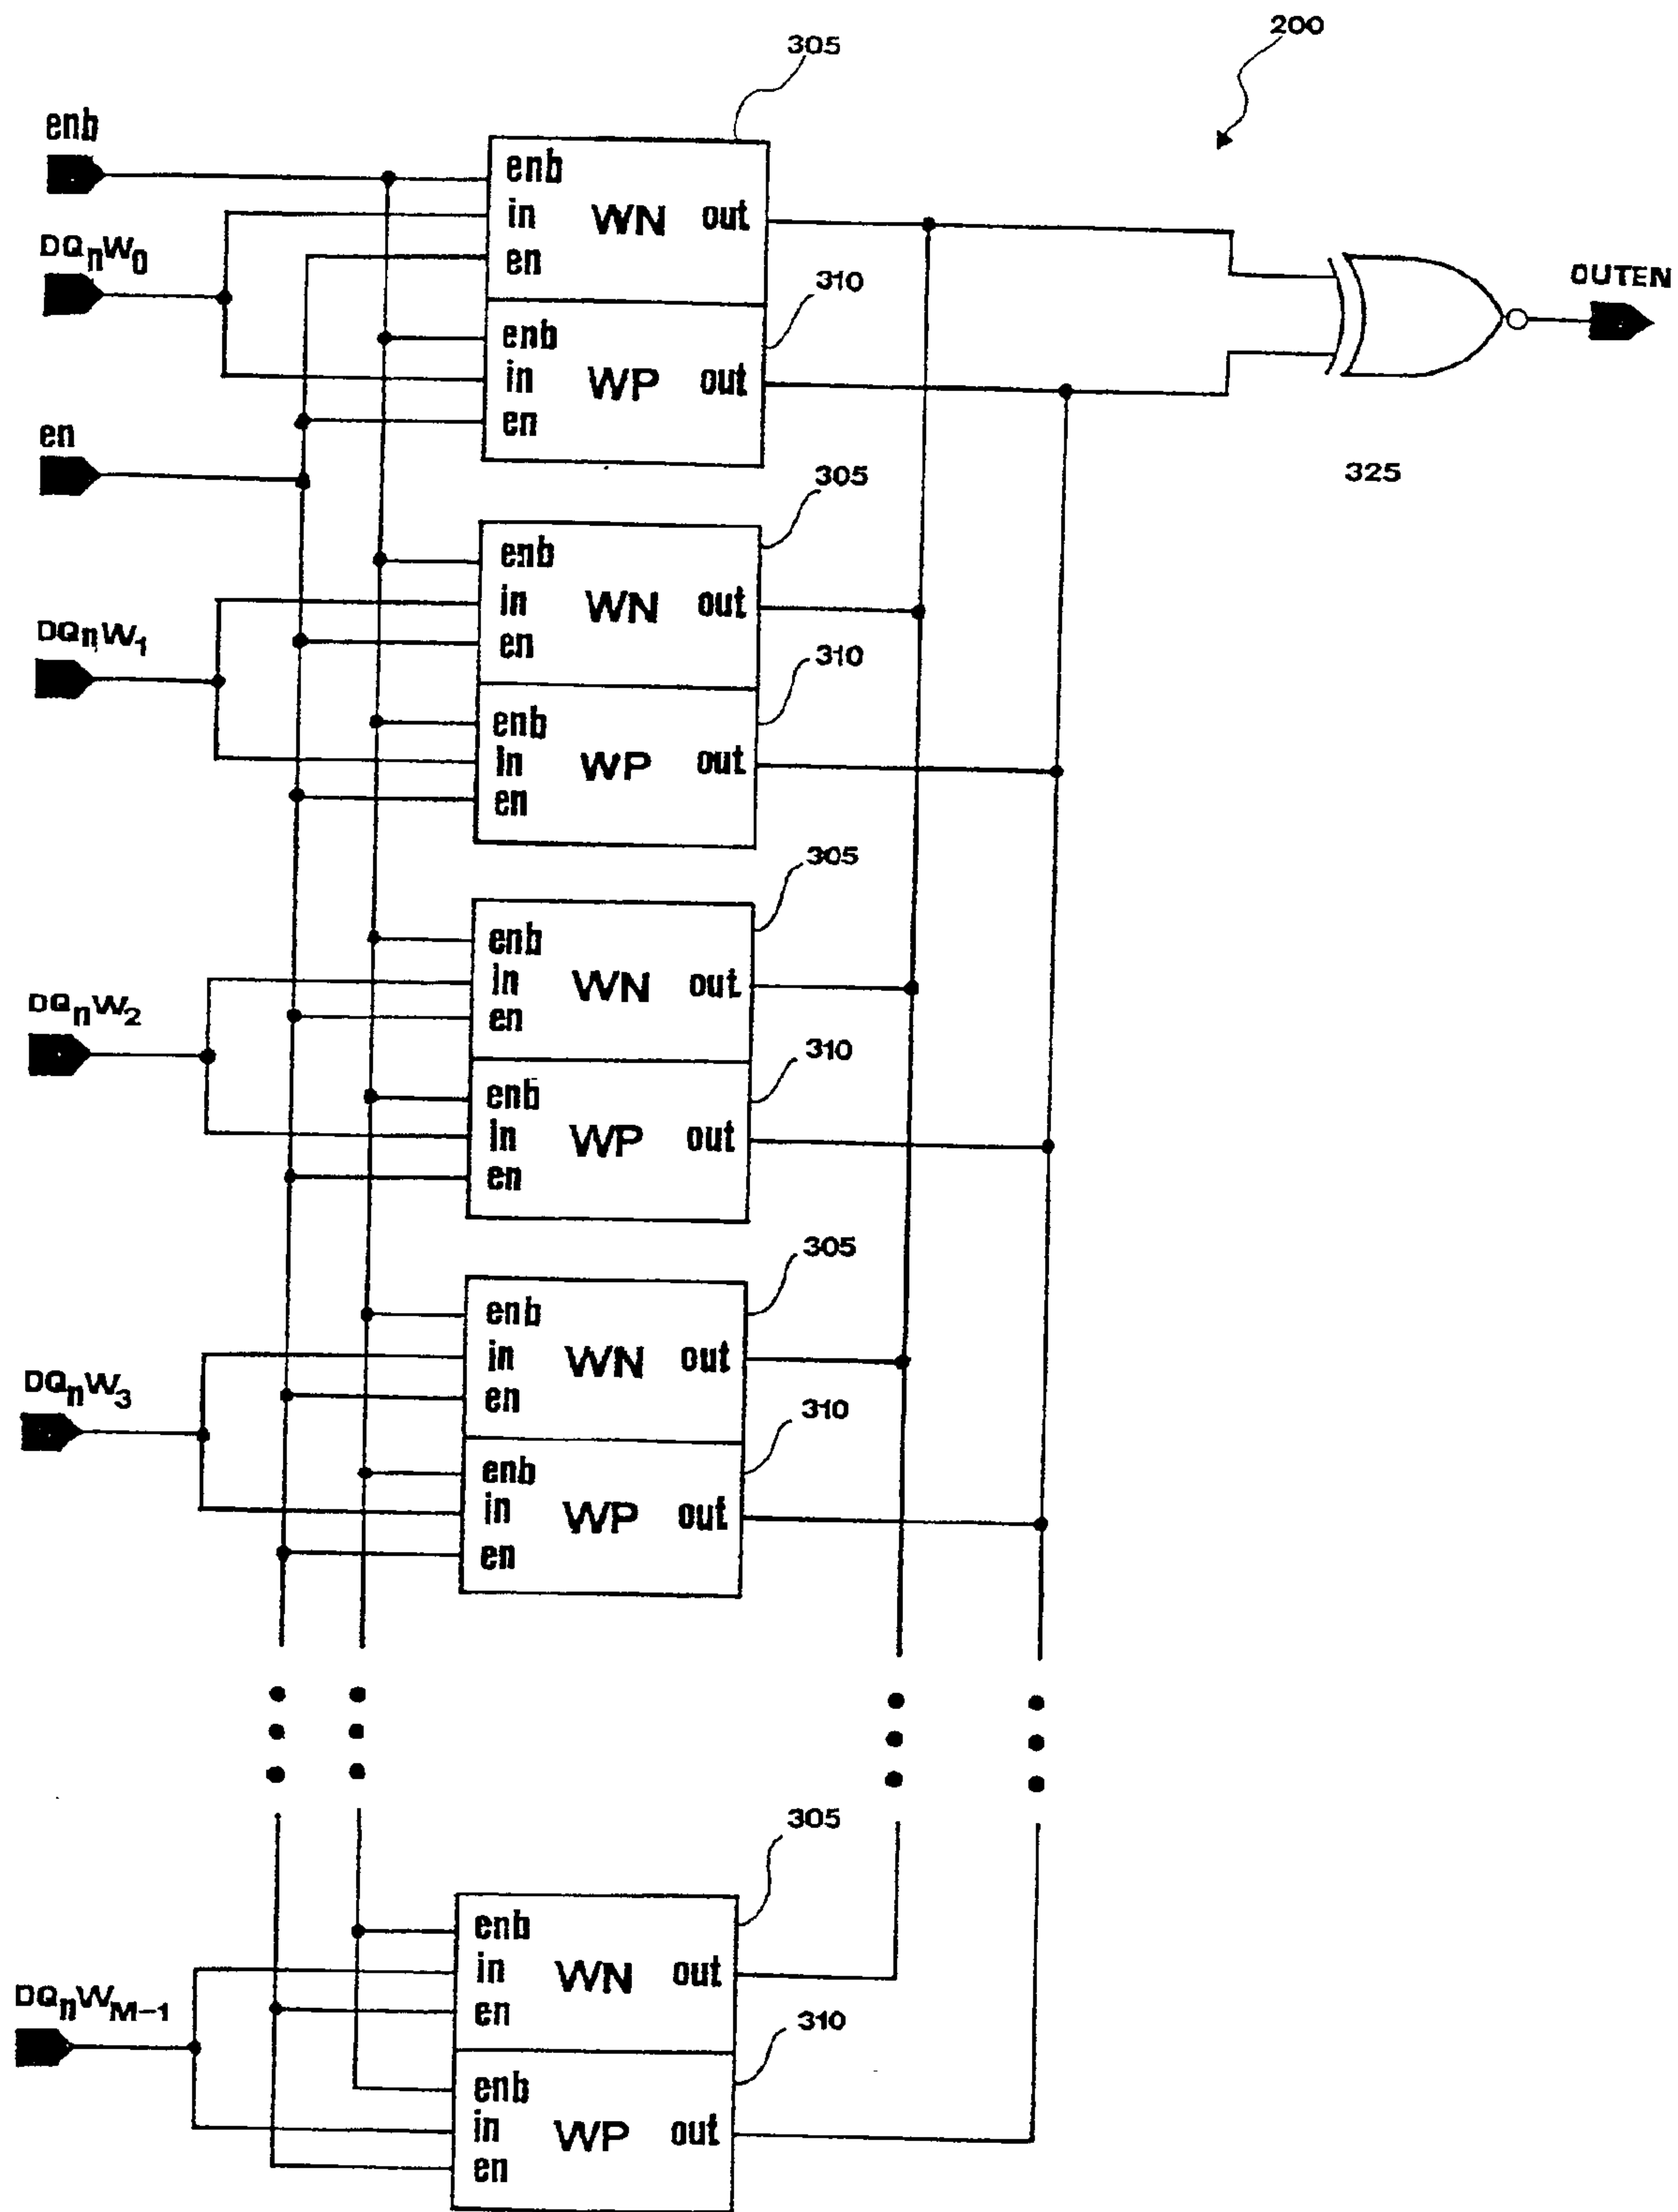 200
305
enb
enb
in WN out
en
DQnW0
310
OUTEN
enb
in WP out
en
en
325
305
enb
in WN out
en
DQnW1
310
enb
in WP out
en
305
enb
in WN out
en
DQnW2
310
enb
in WP out
en
305
enb
in WN out
en
DQnW3
310
enb
in WP out
en
305
enb
in WN out
en
DQnWM-1
310
enb
in WP out
en